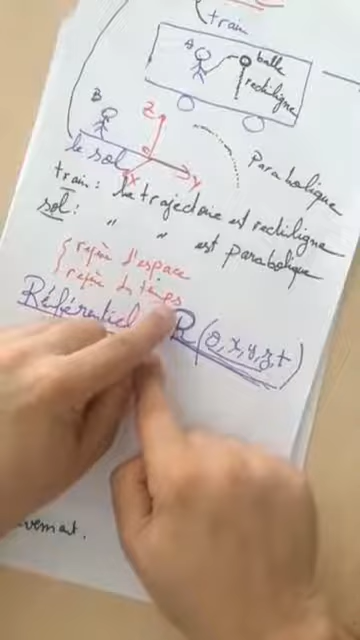 train
A
balle
rectiligne
B
Z
le sol
O
x
y
Parabolique
train : la trajectoire est rectiligne
sol : " " est parabolique
{ repère d'espace
repère de temps
Référentiel R(O,x,y,z,t)
vement.